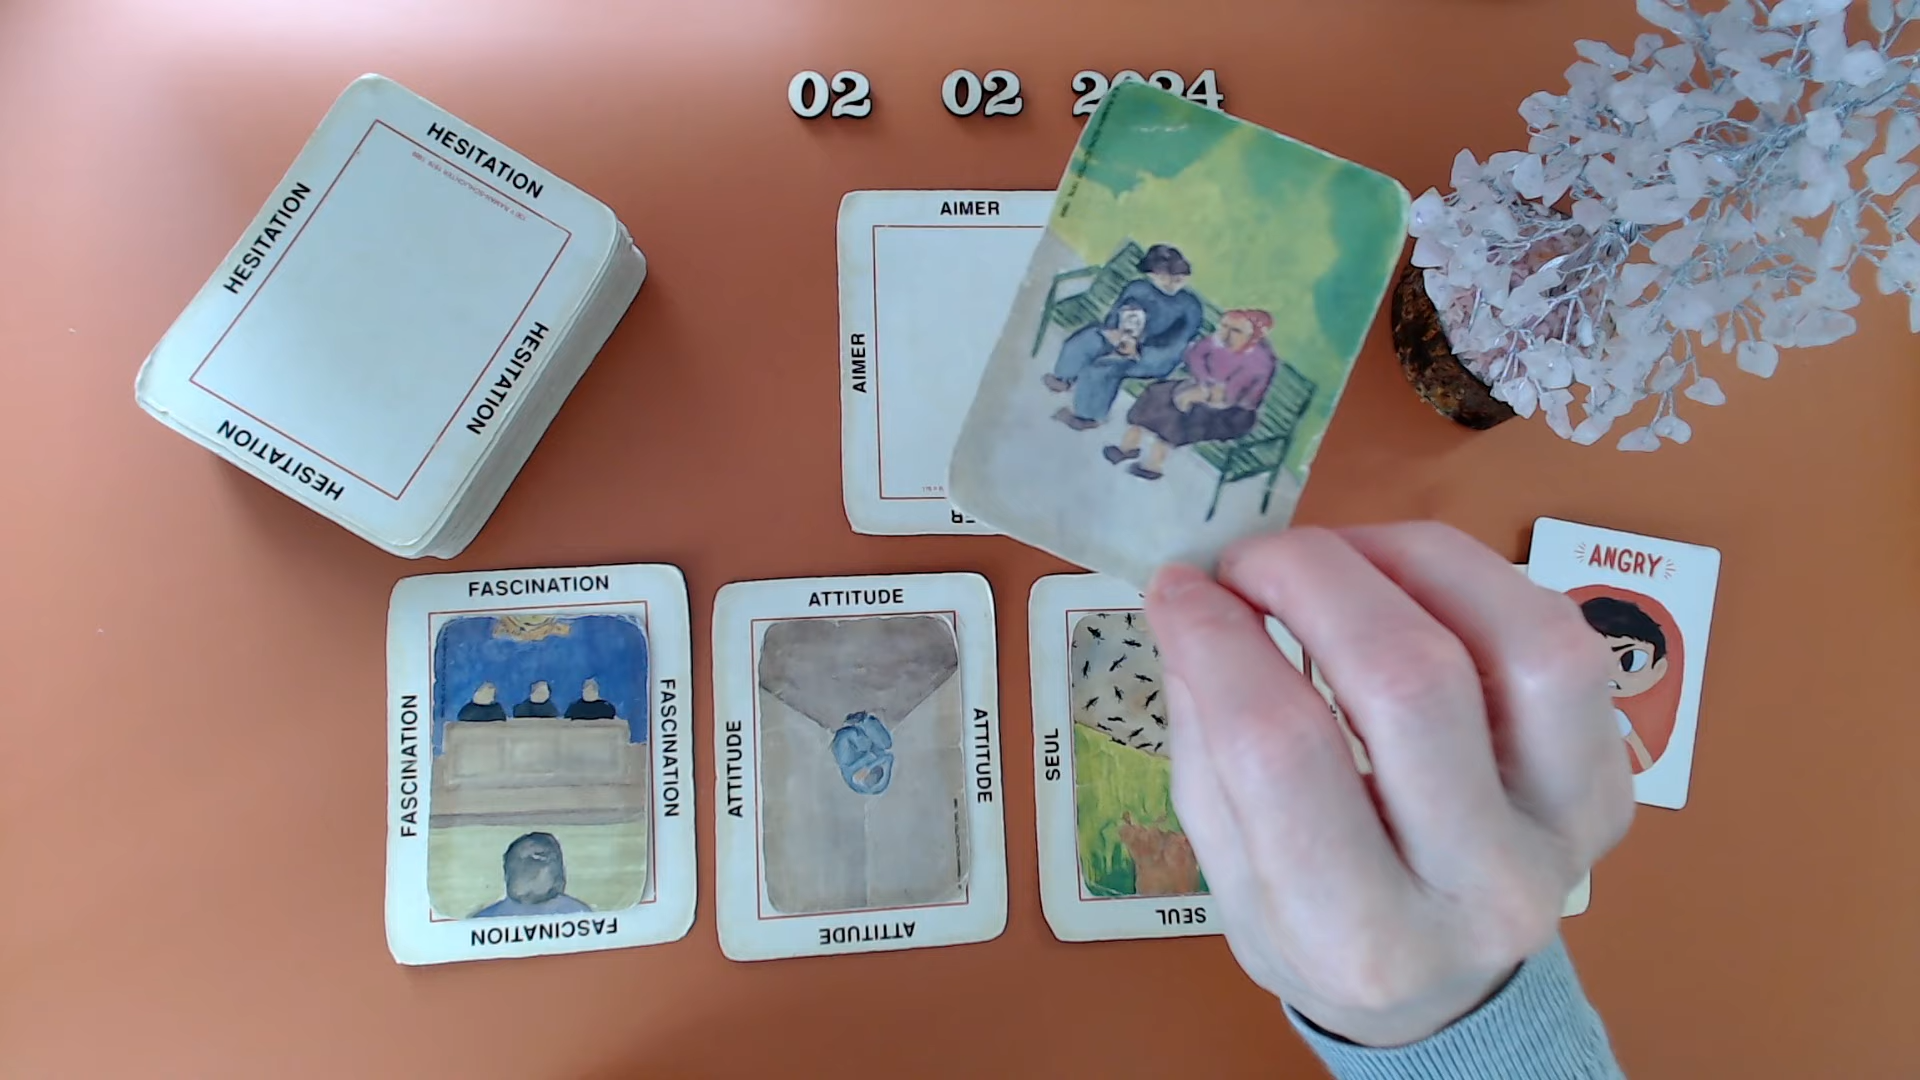 02 02 2024
HESITATION
HESITATION
HESITATION
HESITATION
AIMER
AIMER
FASCINATION
FASCINATION
FASCINATION
FASCINATION
ATTITUDE
ATTITUDE
ATTITUDE
ATTITUDE
SEUL
SEUL
ANGRY